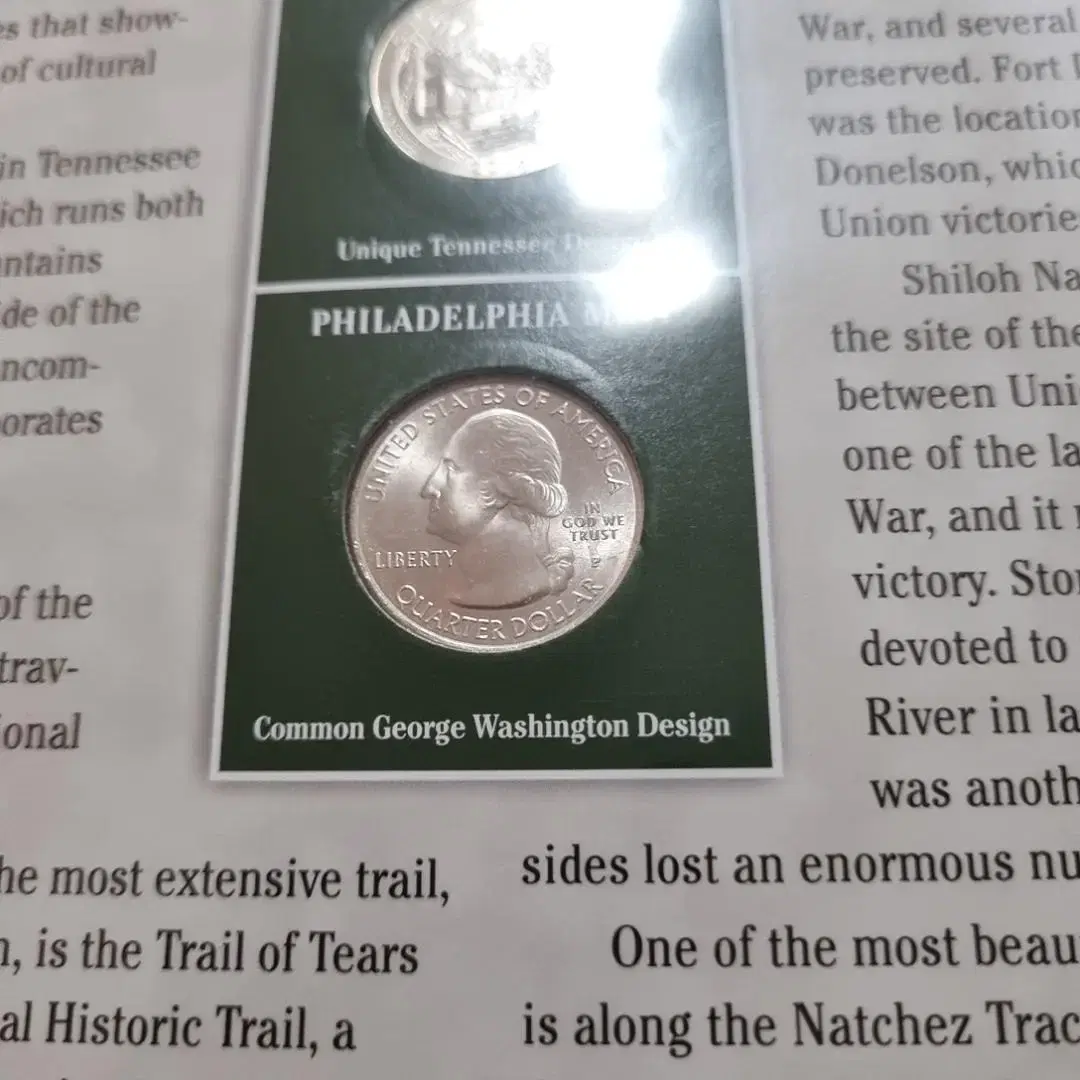 es that show-
of cultural
in Tennessee
ich runs both
ntains
de of the
ncom-
orates
of the
trav-
ional
he most extensive trail,
n, is the Trail of Tears
al Historic Trail, a
Unique Tennessee
PHILADELPHIA
UNITED STATES OF AMERICA
IN
GOD WE
TRUST
LIBERTY
P
QUARTER DOLLAR
Common George Washington Design
War, and several
preserved. Fort
was the location
Donelson, whic
Union victorie
Shiloh Na
the site of the
between Uni
one of the la
War, and it
victory. Sto
devoted to
River in la
was anoth
sides lost an enormous nu
One of the most beau
is along the Natchez Trac